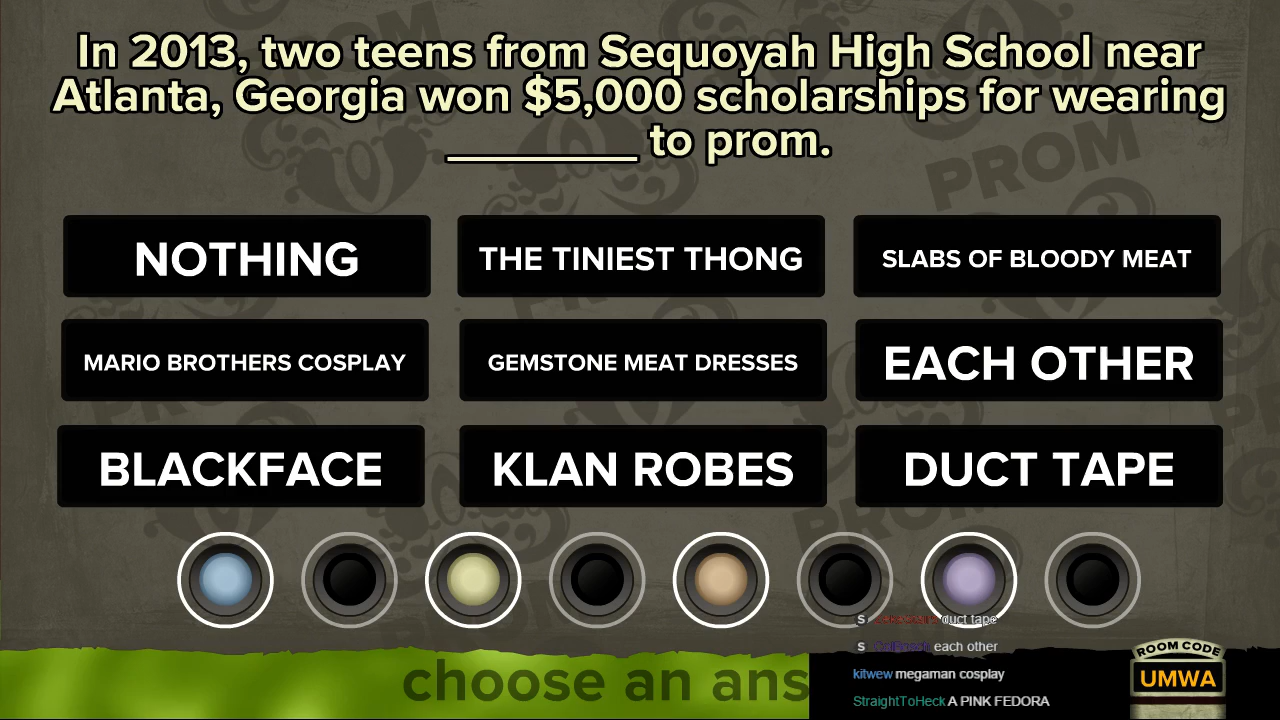 In 2013, two teens from Sequoyah High School near
Atlanta, Georgia won $5,000 scholarships for wearing
________ to prom.
NOTHING
THE TINIEST THONG
SLABS OF BLOODY MEAT
MARIO BROTHERS COSPLAY
GEMSTONE MEAT DRESSES
EACH OTHER
BLACKFACE
KLAN ROBES
DUCT TAPE
PROM
S duct tape
S each other
kitwew megaman cosplay
StraightToHeck A PINK FEDORA
choose an ans
ROOM CODE
UMWA